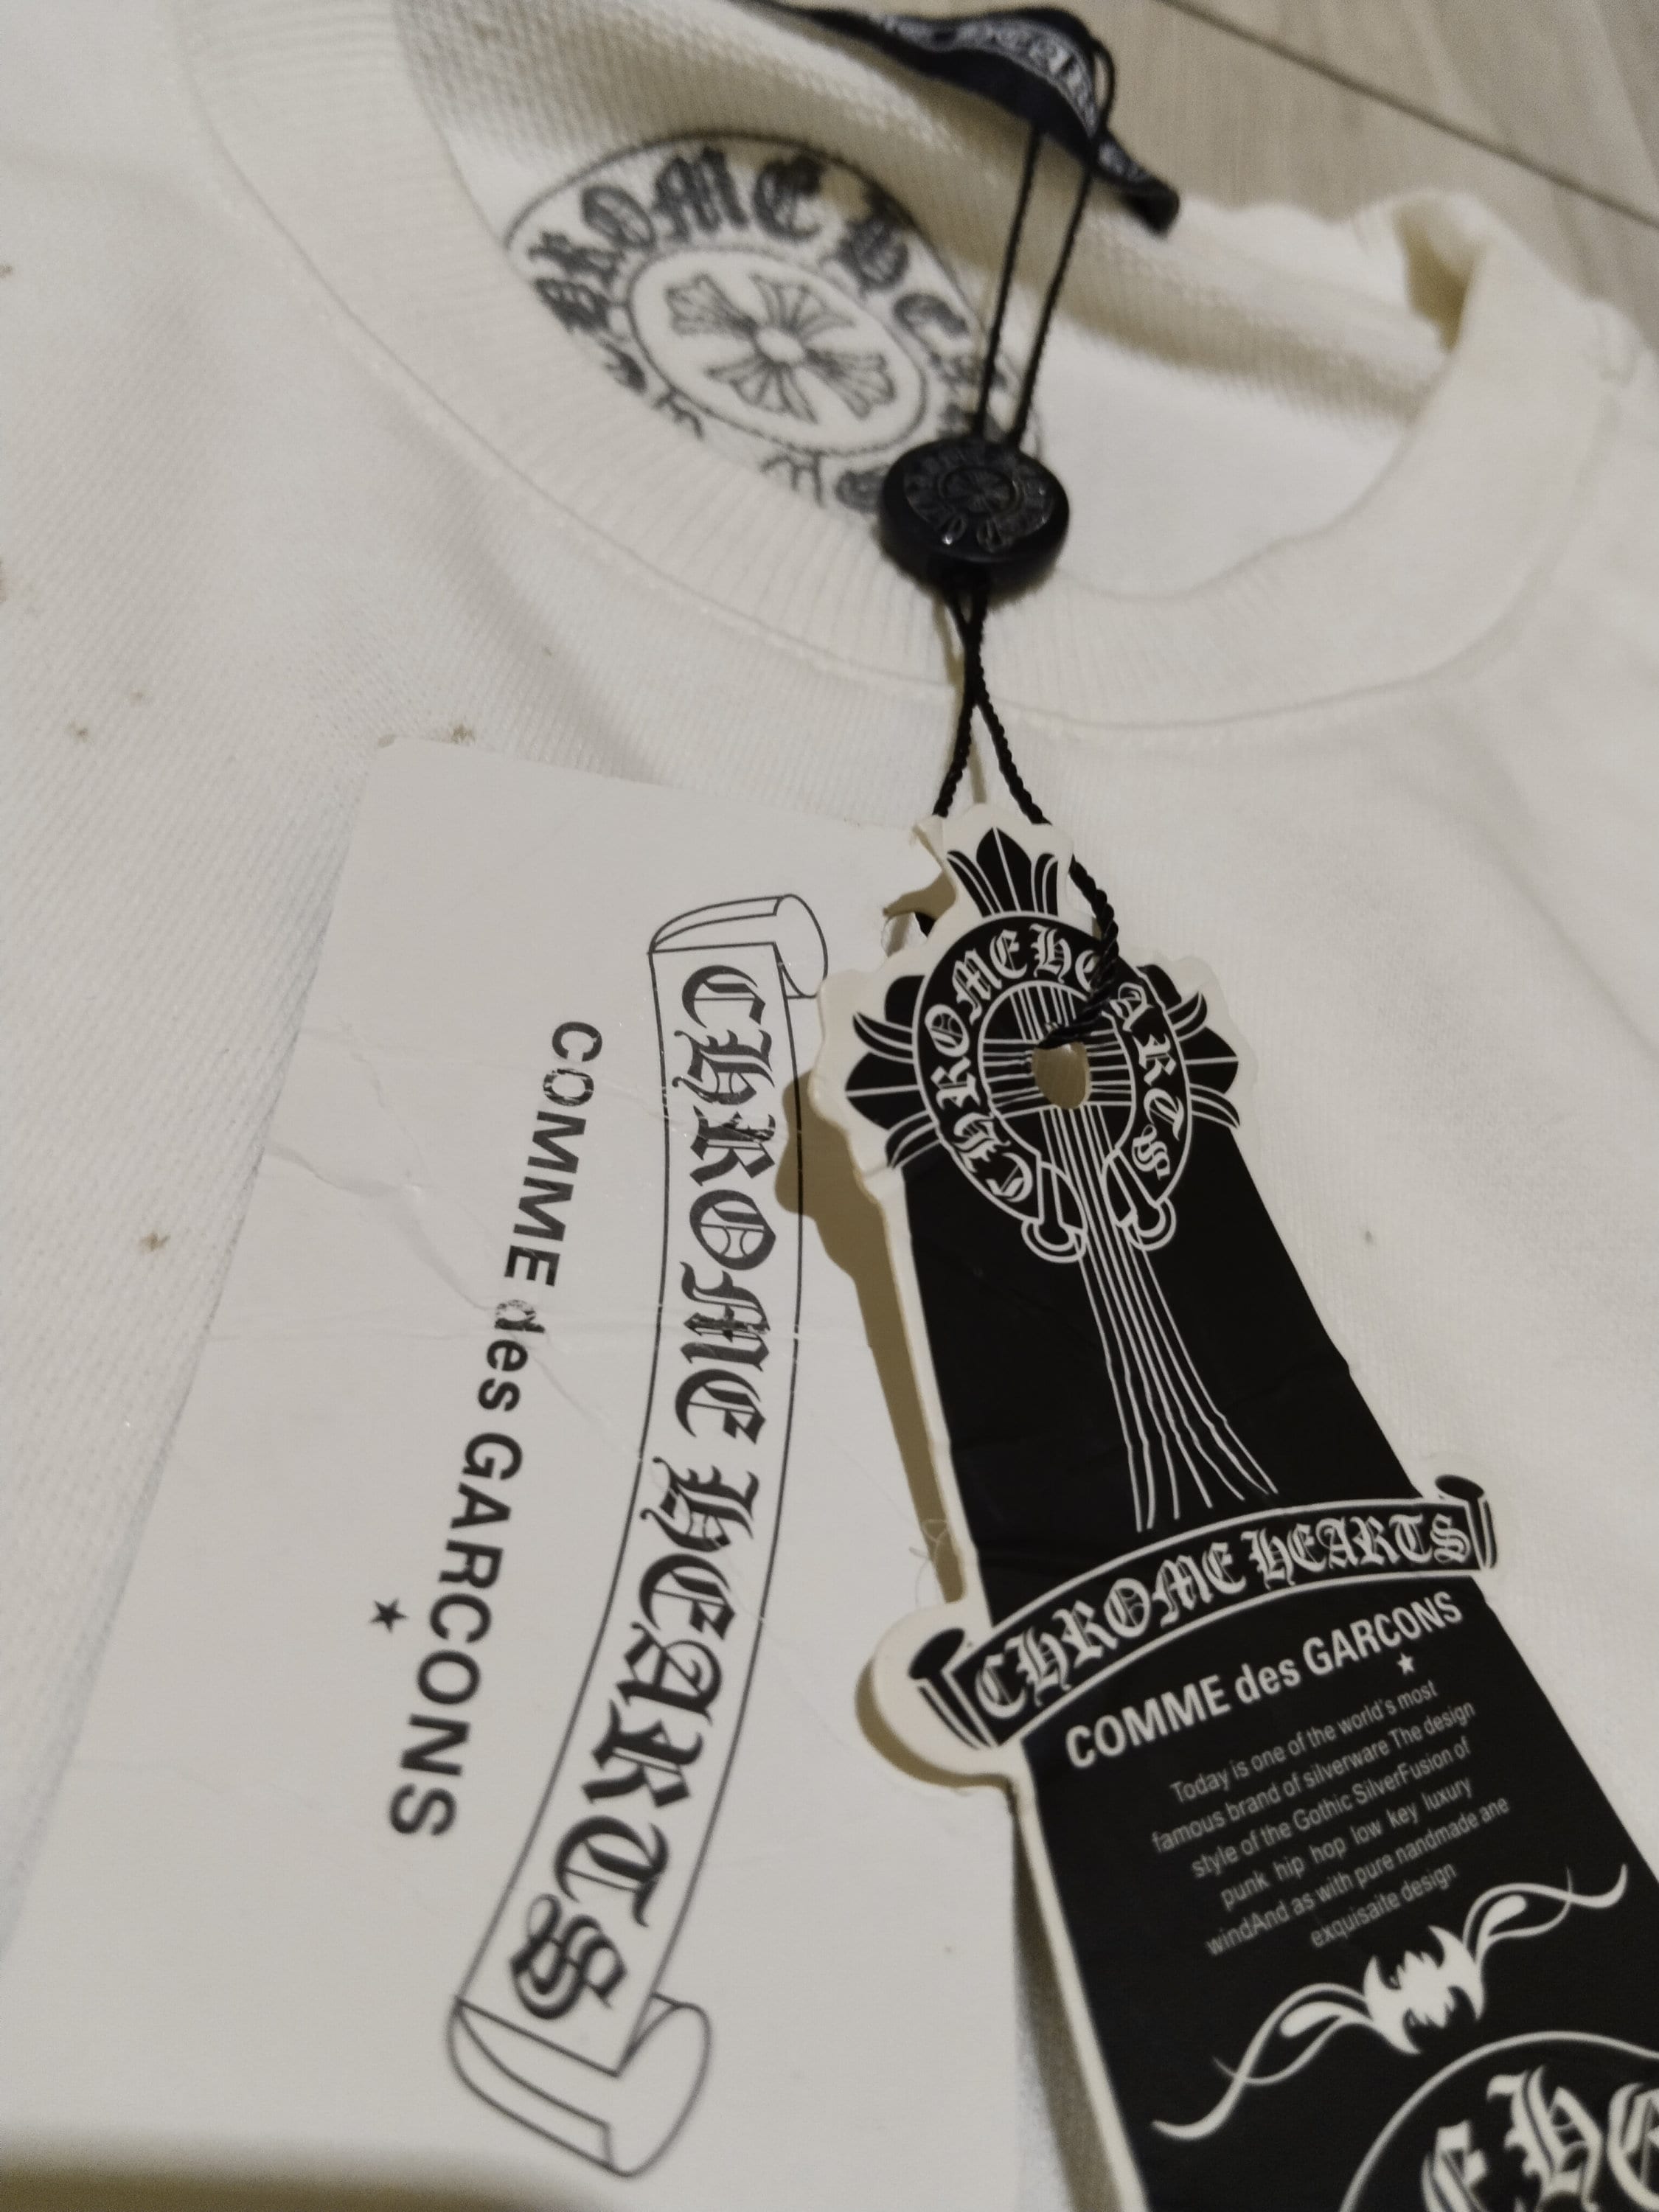 CHROME HEARTS
COMME des GARCONS
CHROME HEARTS
CHROME HEARTS
COMME des GARCONS
Today is one of the world's most
famous brand of silverware The design
style of the Gothic SilverFusion of
punk hip hop low key luxury
windAnd as with pure nandmade ane
exquisaite design